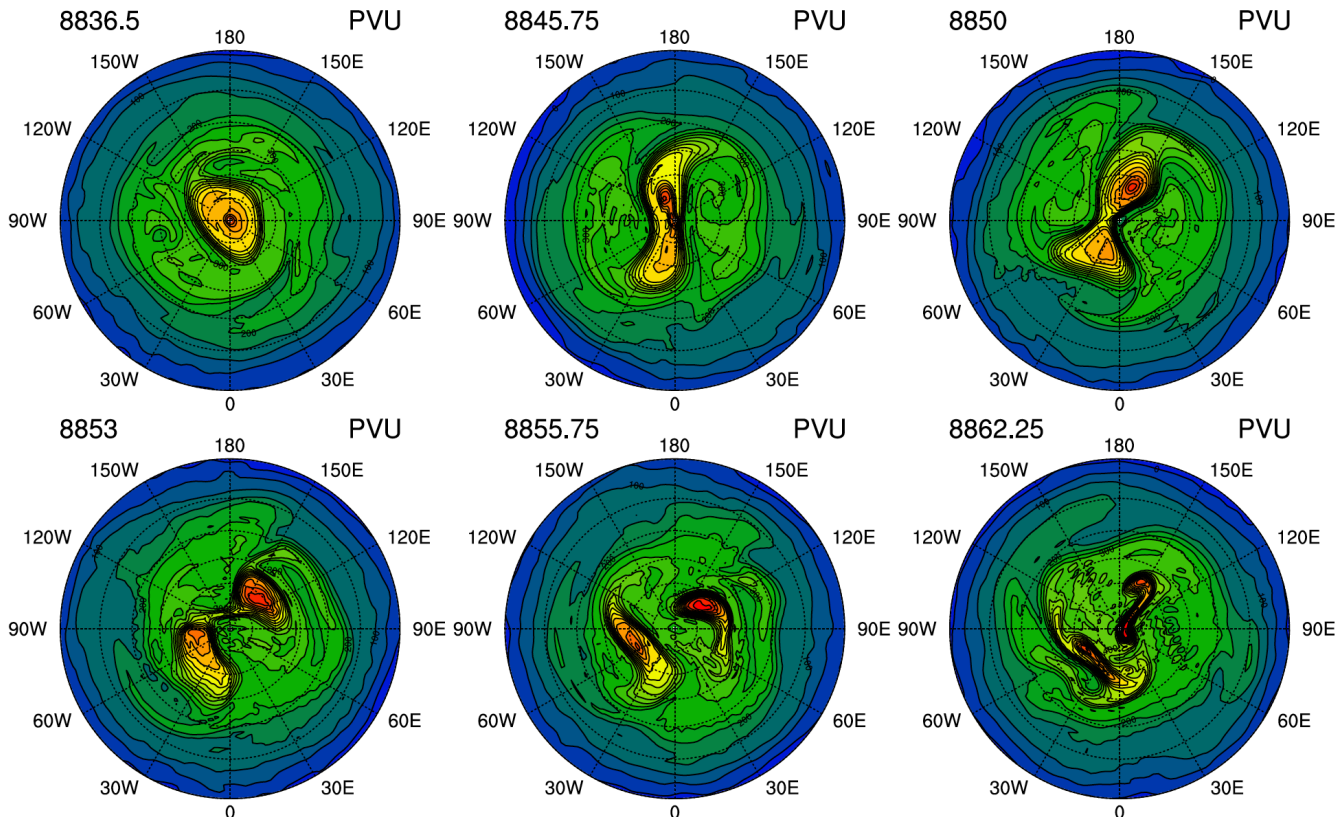 8836.5 PVU 8845.75 PVU 8850 PVU
180 180 180
150W 150E 150W 150E 150W 150E
120W 120E 120W 120E 120W 120E
90W 90E 90W 90E 90W 90E
60W 60E 60W 60E 60W 60E
30W 30E 30W 30E 30W 30E
0 0 0
8853 PVU 8855.75 PVU 8862.25 PVU
180 180 180
150W 150E 150W 150E 150W 150E
120W 120E 120W 120E 120W 120E
90W 90E 90W 90E 90W 90E
60W 60E 60W 60E 60W 60E
30W 30E 30W 30E 30W 30E
0 0 0